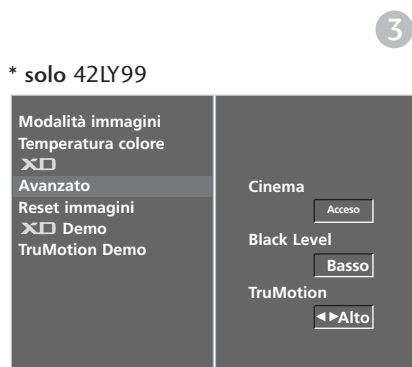 3
* solo 42LY99
Modalità immagini
Temperatura colore
XD
Avanzato
Reset immagini
XD Demo
TruMotion Demo
Cinema
Acceso
Black Level
Basso
TruMotion
◄►Alto